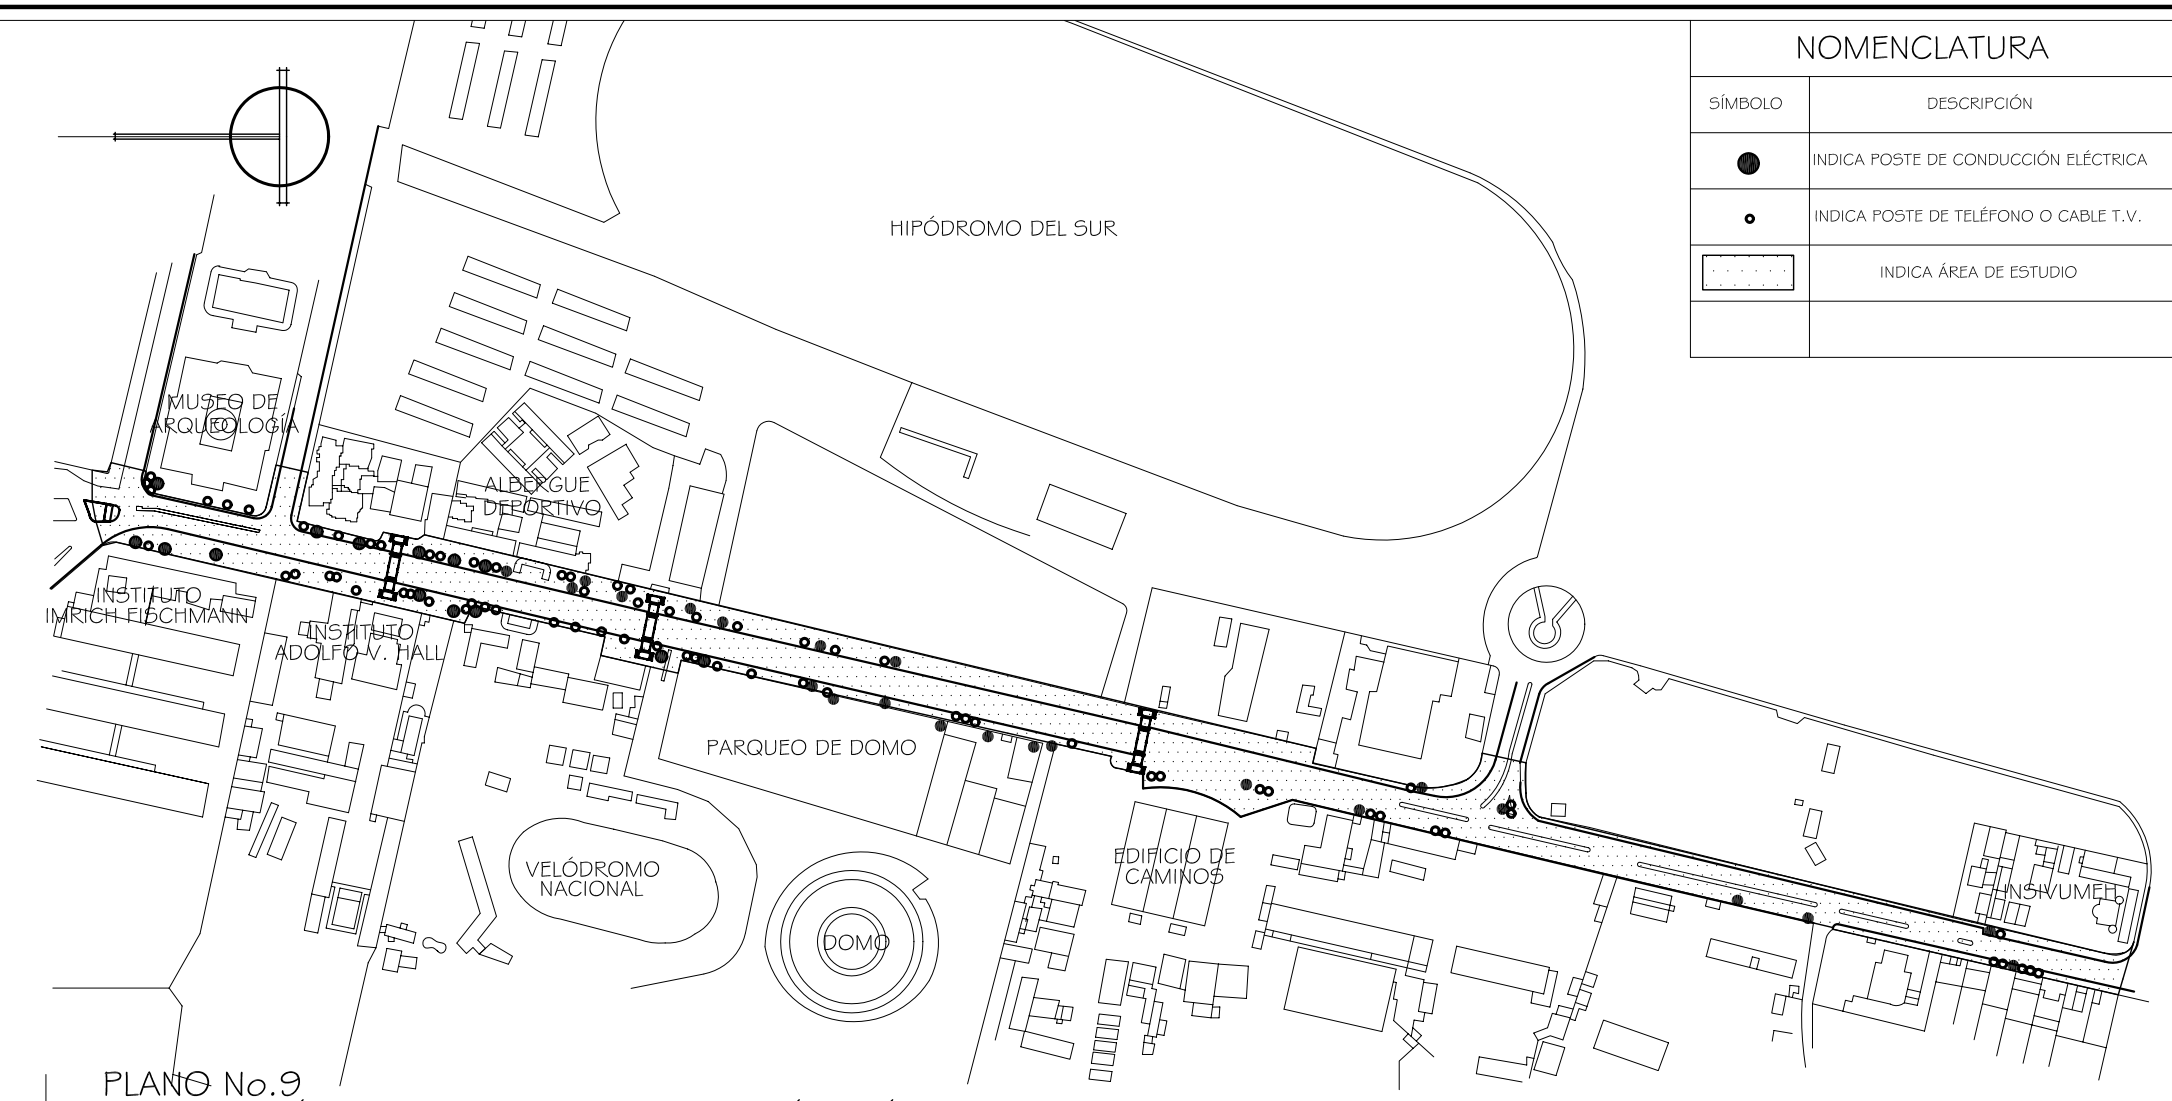 NOMENCLATURA
SÍMBOLO
DESCRIPCIÓN
INDICA POSTE DE CONDUCCIÓN ELÉCTRICA
INDICA POSTE DE TELÉFONO O CABLE T.V.
INDICA ÁREA DE ESTUDIO
HIPÓDROMO DEL SUR
MUSEO DE
ARQUEOLOGÍA
ALBERGUE
DEPORTIVO
INSTITUTO
IMRICH FISCHMANN
INSTITUTO
ADOLFO V. HALL
PARQUEO DE DOMO
VELÓDROMO
NACIONAL
DOMO
EDIFICIO DE
CAMINOS
INSIVUMEH
PLANO No.9